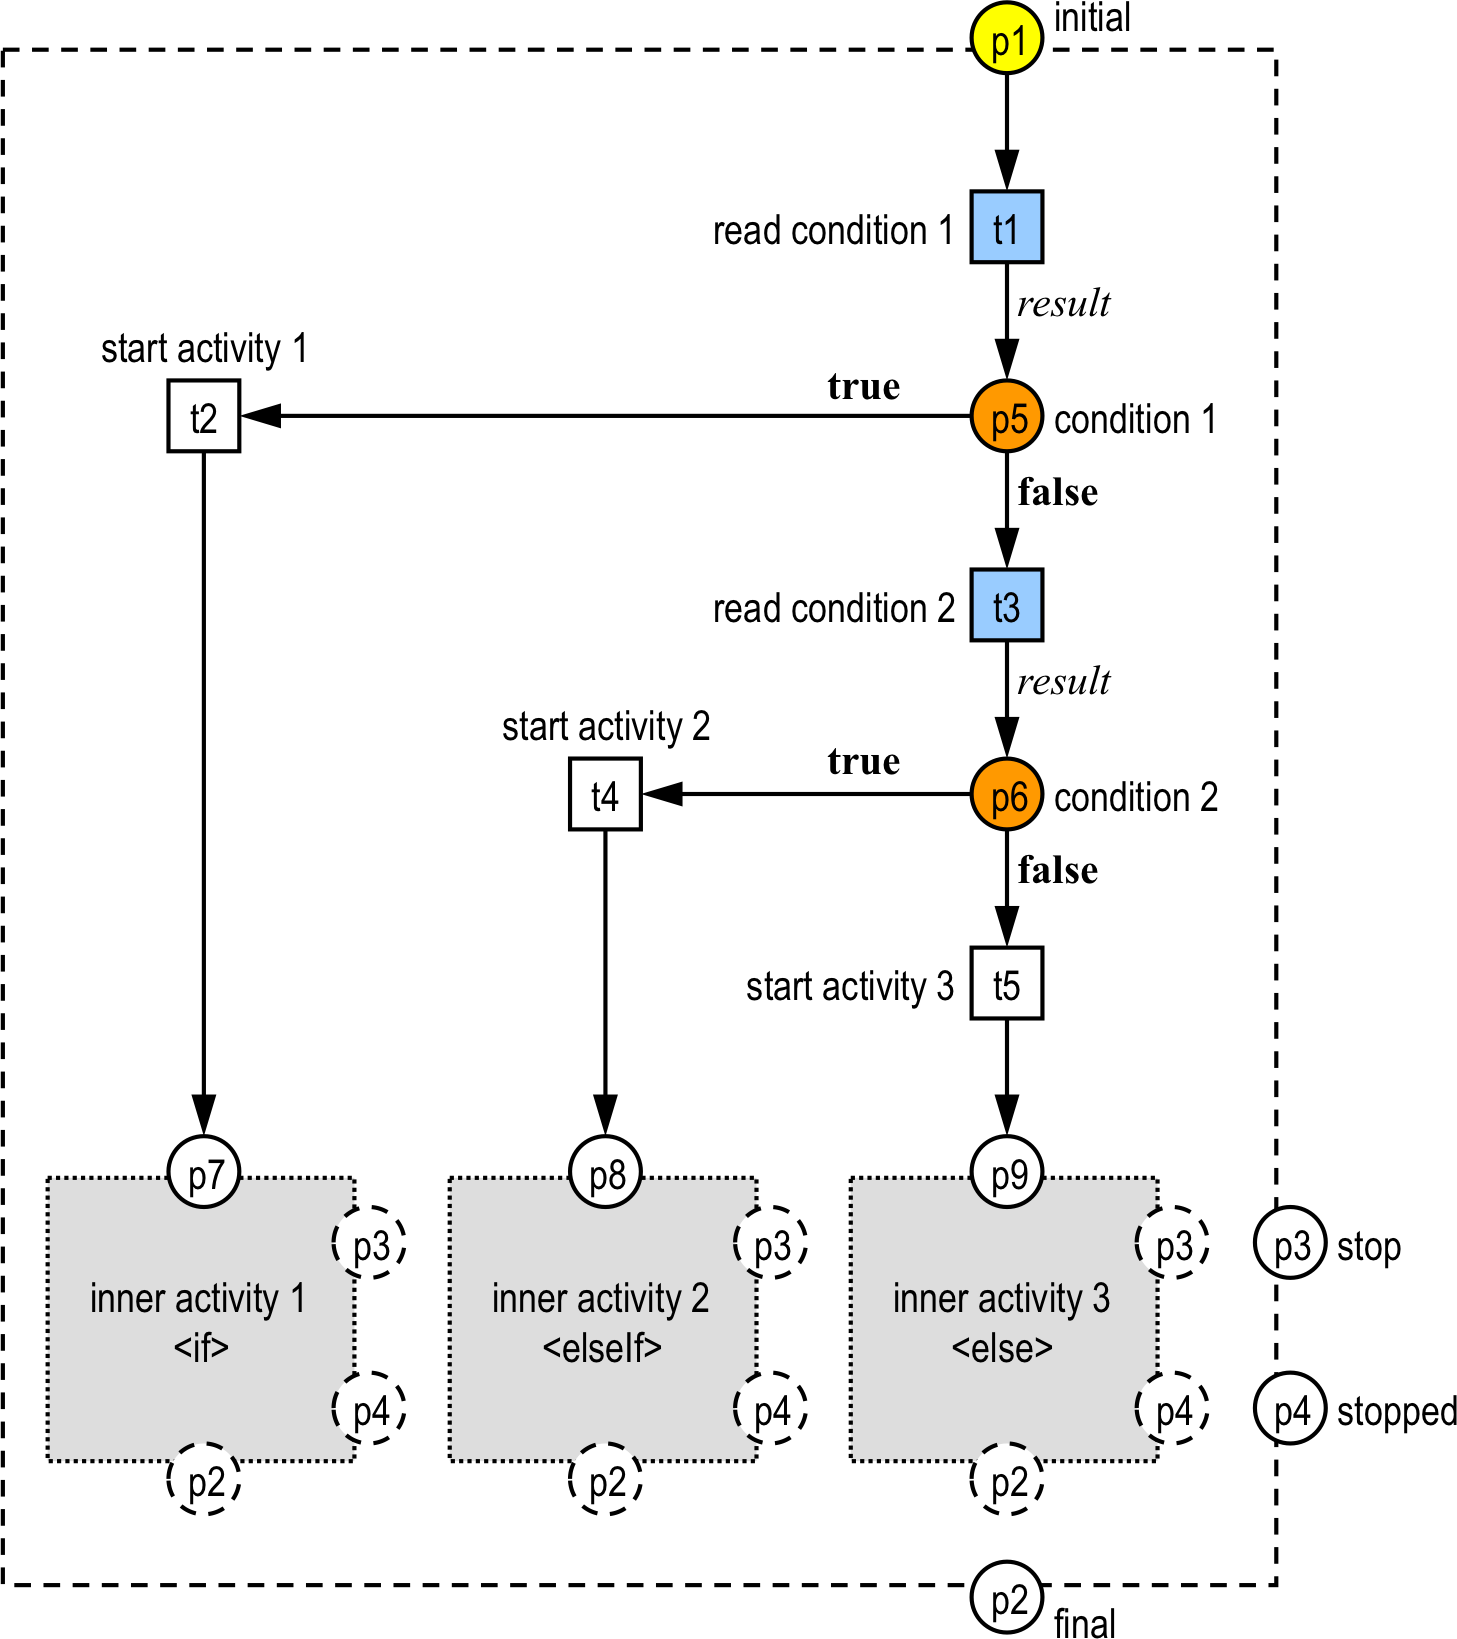 initial
p1
read condition 1
t1
result
start activity 1
true
t2
p5
condition 1
false
read condition 2
t3
result
start activity 2
true
t4
p6
condition 2
false
start activity 3
t5
p7
p8
p9
p3
p3
p3
p3
stop
inner activity 1
<if>
inner activity 2
<elseIf>
inner activity 3
<else>
p4
p4
p4
p4
stopped
p2
p2
p2
p2
final